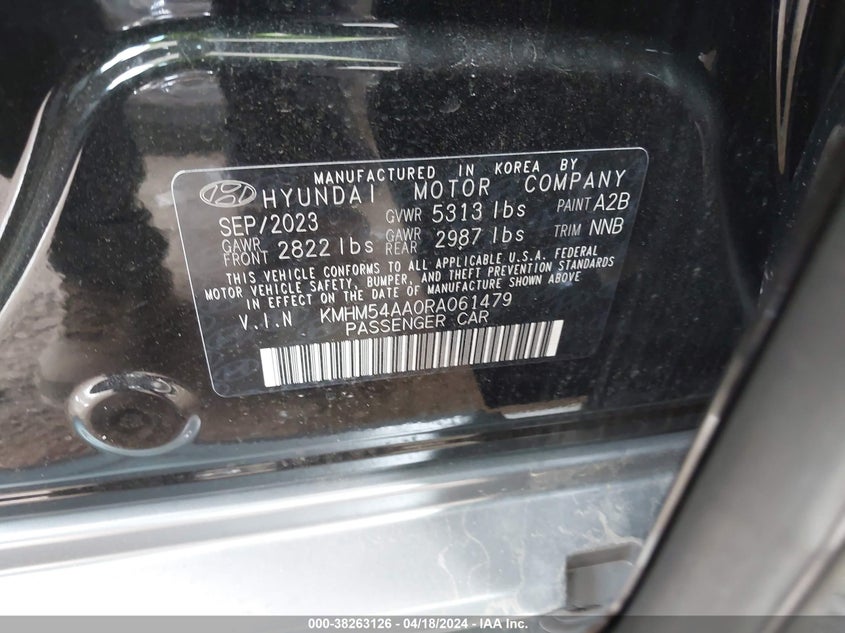 MANUFACTURED IN KOREA BY
HYUNDAI MOTOR COMPANY
SEP/2023 GVWR 5313 lbs PAINT A2B
GAWR FRONT 2822 lbs GAWR REAR 2987 lbs TRIM NNB
THIS VEHICLE CONFORMS TO ALL APPLICABLE U.S.A. FEDERAL
MOTOR VEHICLE SAFETY, BUMPER, AND THEFT PREVENTION STANDARDS
IN EFFECT ON THE DATE OF MANUFACTURE SHOWN ABOVE
V.I.N KMHM54AA0RA061479
PASSENGER CAR
000-38263126 - 04/18/2024 - IAA Inc.